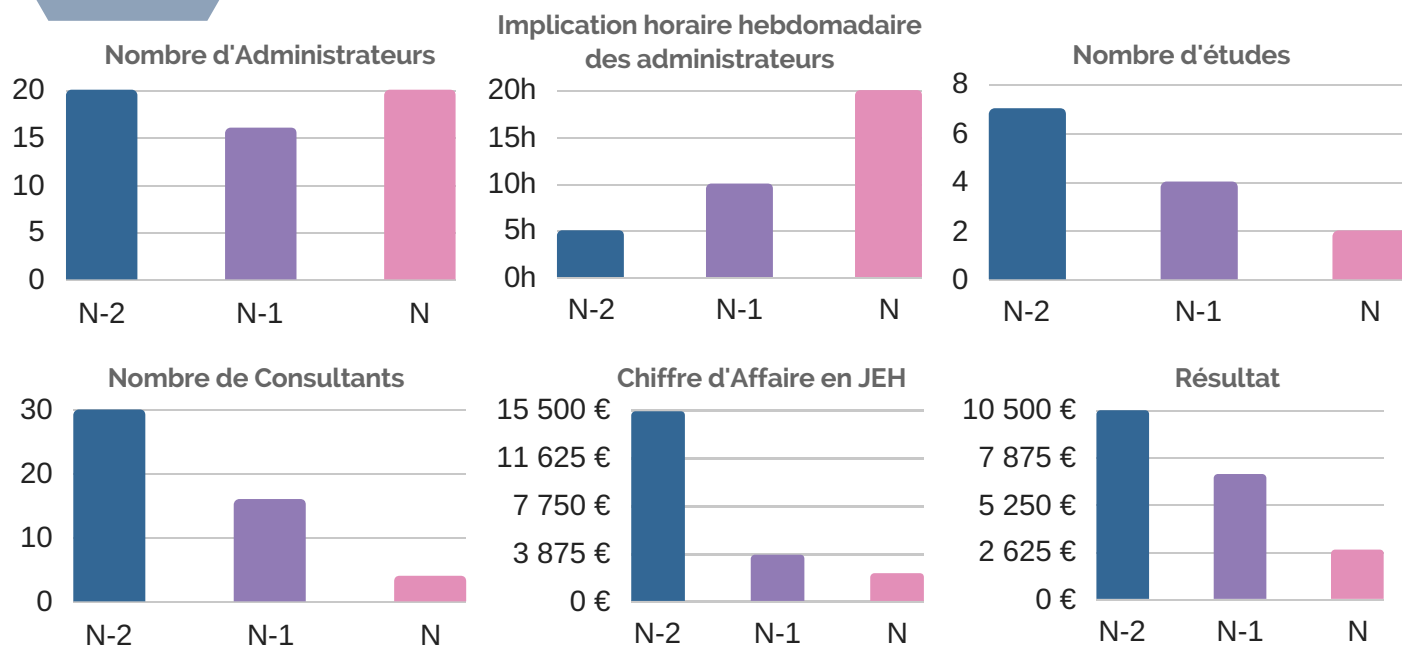 Nombre d'Administrateurs
20
15
10
5
0
N-2 N-1 N
Implication horaire hebdomadaire
des administrateurs
20h
15h
10h
5h
0h
N-2 N-1 N
Nombre d'études
8
6
4
2
0
N-2 N-1 N
Nombre de Consultants
30
20
10
0
N-2 N-1 N
Chiffre d'Affaire en JEH
15 500 €
11 625 €
7 750 €
3 875 €
0 €
N-2 N-1 N
Résultat
10 500 €
7 875 €
5 250 €
2 625 €
0 €
N-2 N-1 N